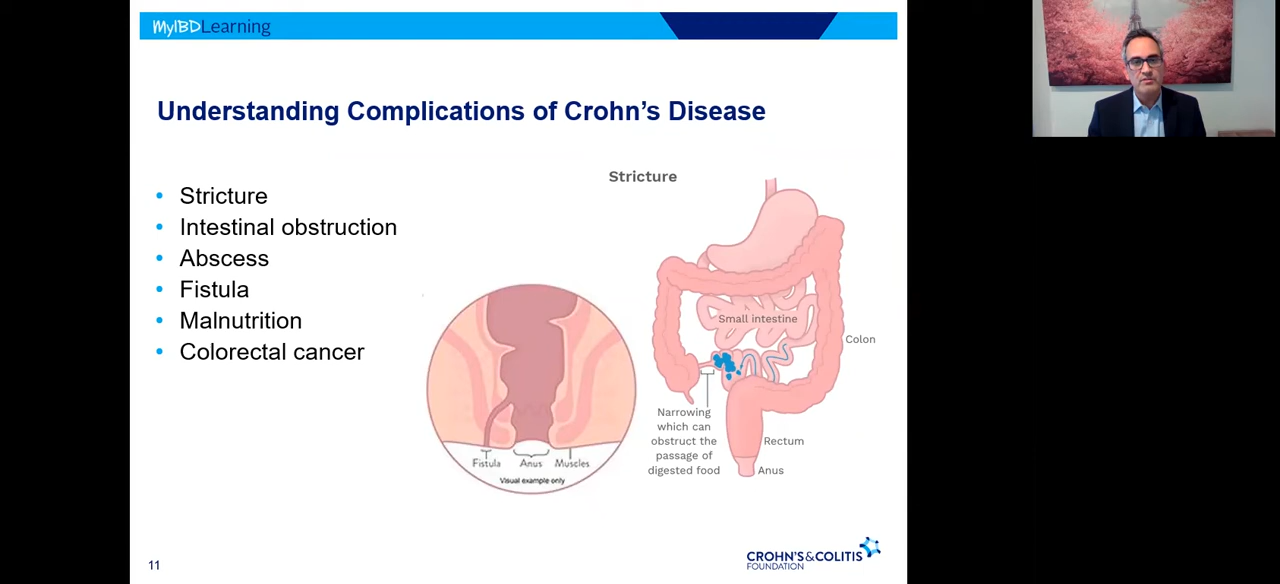 MyIBDLearning
Understanding Complications of Crohn's Disease
• Stricture
• Intestinal obstruction
• Abscess
• Fistula
• Malnutrition
• Colorectal cancer
Stricture
Small intestine
Colon
Narrowing
which can
obstruct the
passage of
digested food
Rectum
Anus
Fistula Anus Muscles
Visual example only
11
CROHN'S&COLITIS
FOUNDATION